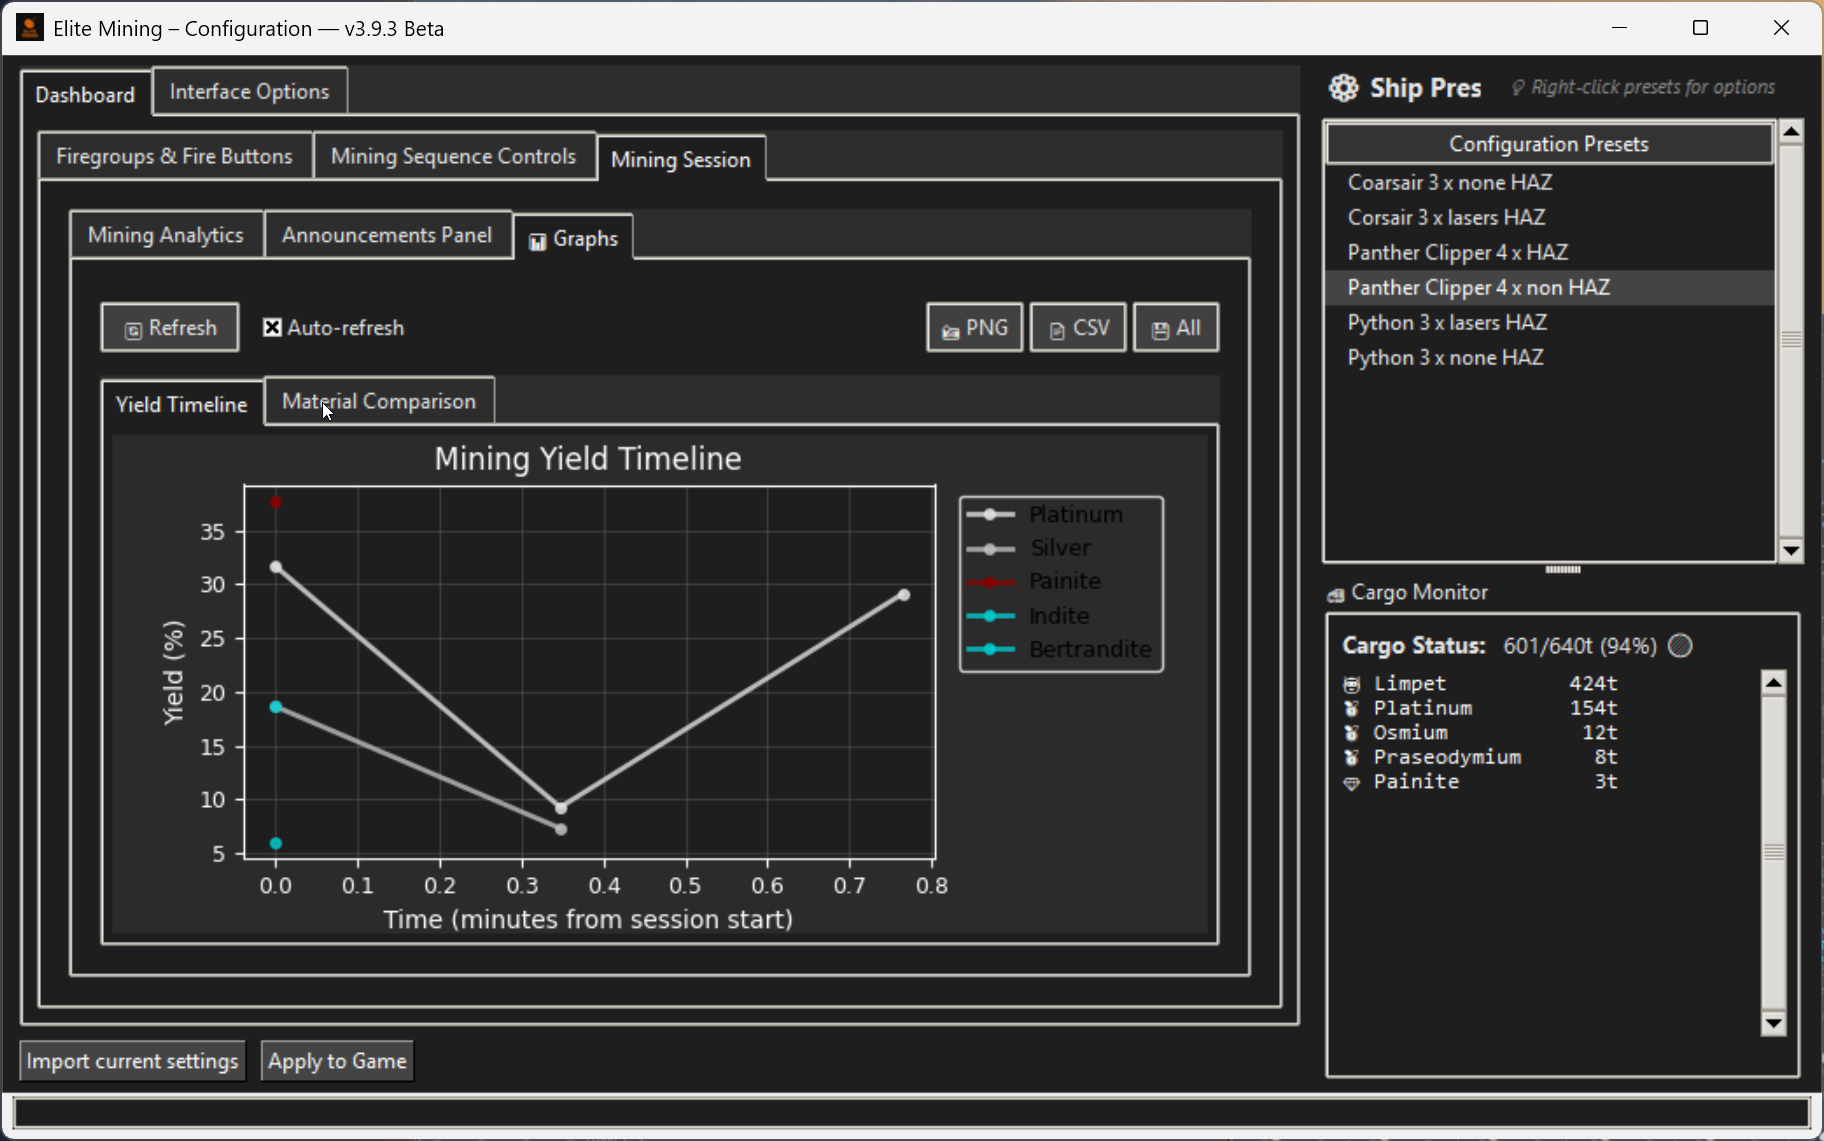 Elite Mining – Configuration — v3.9.3 Beta
Dashboard
Interface Options
Firegroups & Fire Buttons
Mining Sequence Controls
Mining Session
Mining Analytics
Announcements Panel
Graphs
Refresh
Auto-refresh
PNG
CSV
All
Yield Timeline
Material Comparison
Mining Yield Timeline
Yield (%)
35
30
25
20
15
10
5
0.0 0.1 0.2 0.3 0.4 0.5 0.6 0.7 0.8
Time (minutes from session start)
Platinum
Silver
Painite
Indite
Bertrandite
Import current settings
Apply to Game
Ship Pres
Right-click presets for options
Configuration Presets
Coarsair 3 x none HAZ
Corsair 3 x lasers HAZ
Panther Clipper 4 x HAZ
Panther Clipper 4 x non HAZ
Python 3 x lasers HAZ
Python 3 x none HAZ
Cargo Monitor
Cargo Status: 601/640t (94%)
Limpet 424t
Platinum 154t
Osmium 12t
Praseodymium 8t
Painite 3t